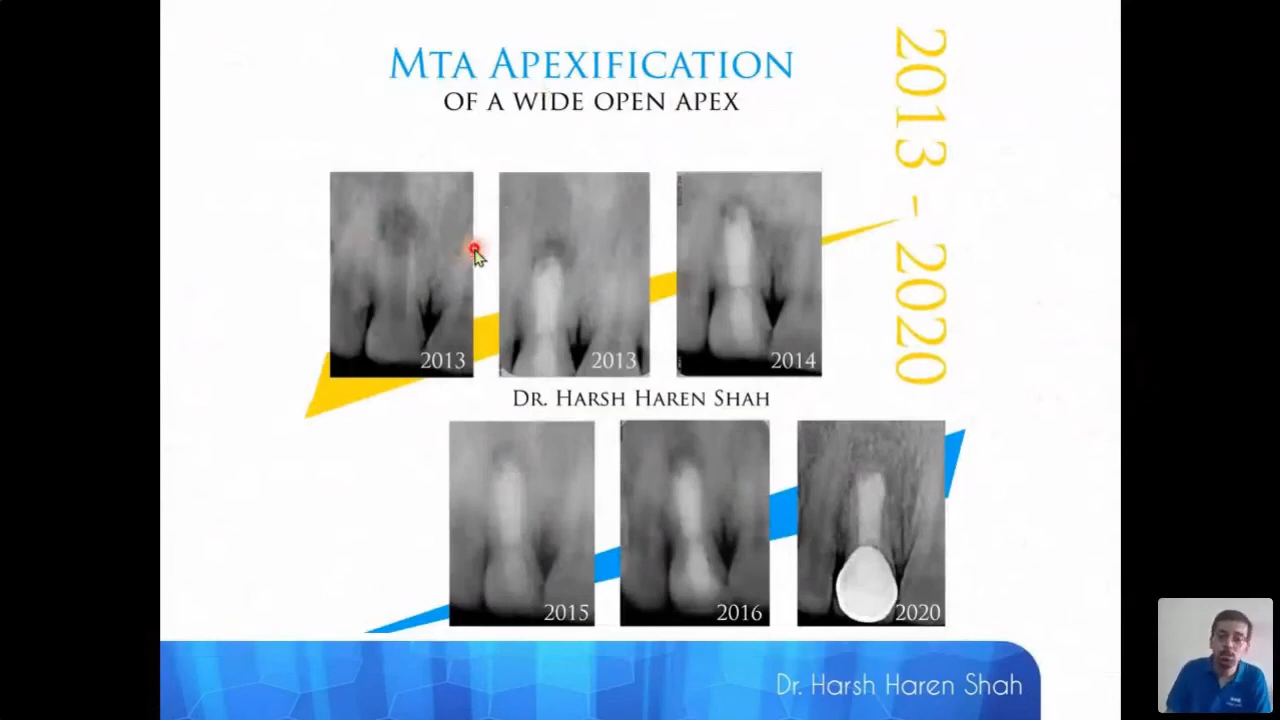 MTA APEXIFICATION
OF A WIDE OPEN APEX
2013 - 2020
2013
2013
2014
DR. HARSH HAREN SHAH
2015
2016
2020
Dr. Harsh Haren Shah